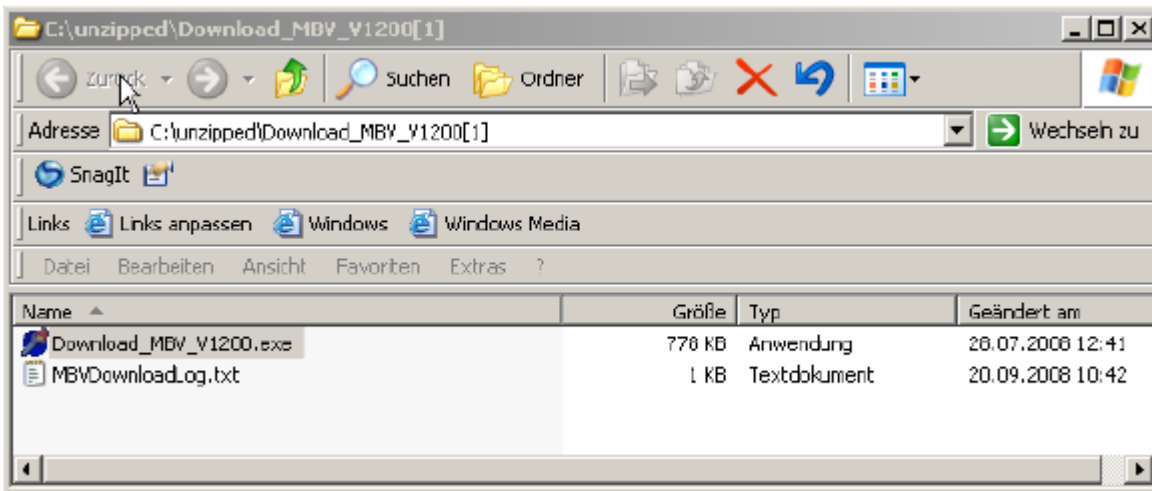 C:\unzipped\Download_MBV_V1200[1]
Zurück Suchen Ordner
Adresse C:\unzipped\Download_MBV_V1200[1] Wechseln zu
SnagIt
Links Links anpassen Windows Windows Media
Datei Bearbeiten Ansicht Favoriten Extras ?
Name Größe Typ Geändert am
Download_MBV_V1200.exe 778 KB Anwendung 28.07.2008 12:41
MBVDownloadLog.txt 1 KB Textdokument 20.09.2008 10:42